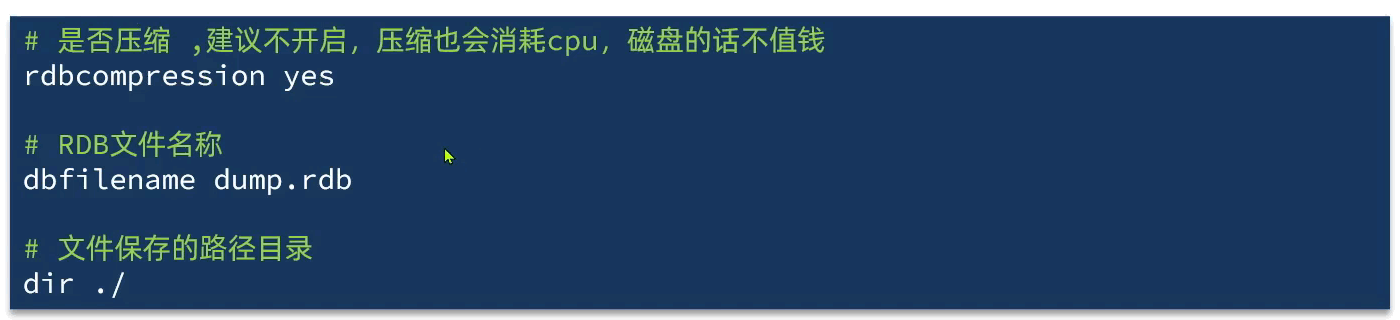 # 是否压缩 ,建议不开启，压缩也会消耗cpu，磁盘的话不值钱
rdbcompression yes
# RDB文件名称
dbfilename dump.rdb
# 文件保存的路径目录
dir ./